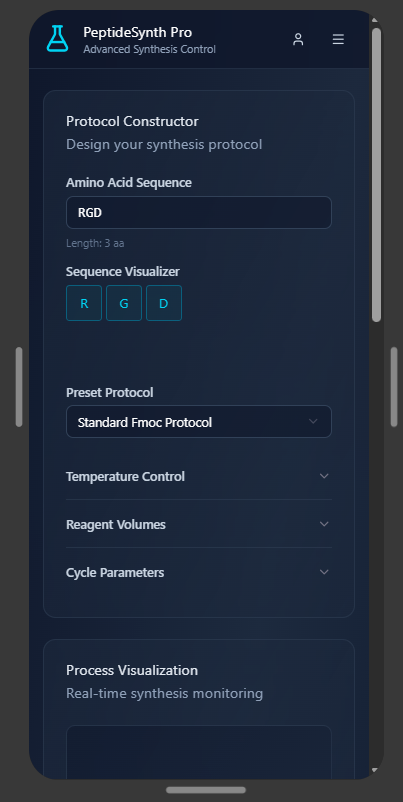 PeptideSynth Pro
Advanced Synthesis Control
Protocol Constructor
Design your synthesis protocol
Amino Acid Sequence
RGD
Length: 3 aa
Sequence Visualizer
R G D
Preset Protocol
Standard Fmoc Protocol
Temperature Control
Reagent Volumes
Cycle Parameters
Process Visualization
Real-time synthesis monitoring